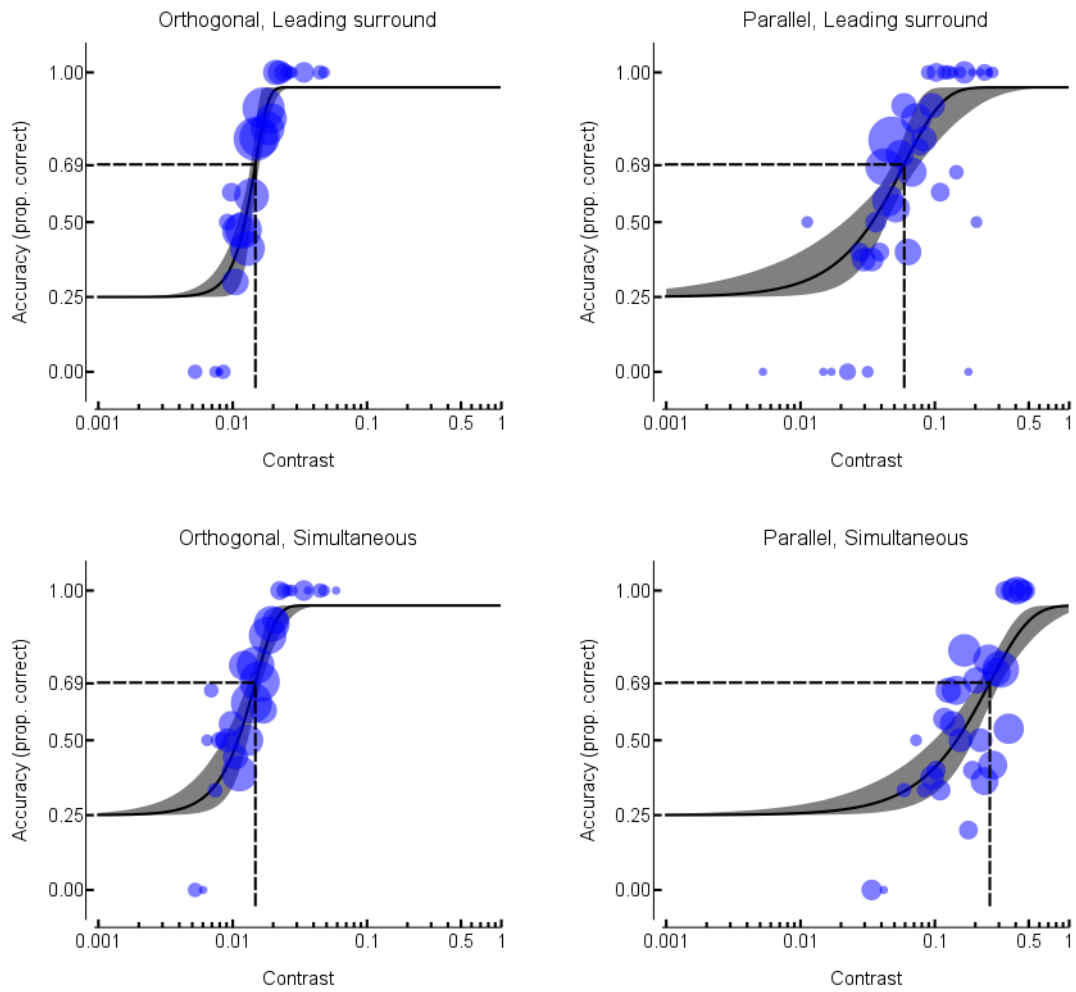 Orthogonal, Leading surround
Accuracy (prop. correct)
1.00
0.69
0.50
0.25
0.00
0.001 0.01 0.1 0.5 1
Contrast
Parallel, Leading surround
Accuracy (prop. correct)
1.00
0.69
0.50
0.25
0.00
0.001 0.01 0.1 0.5 1
Contrast
Orthogonal, Simultaneous
Accuracy (prop. correct)
1.00
0.69
0.50
0.25
0.00
0.001 0.01 0.1 0.5 1
Contrast
Parallel, Simultaneous
Accuracy (prop. correct)
1.00
0.69
0.50
0.25
0.00
0.001 0.01 0.1 0.5 1
Contrast